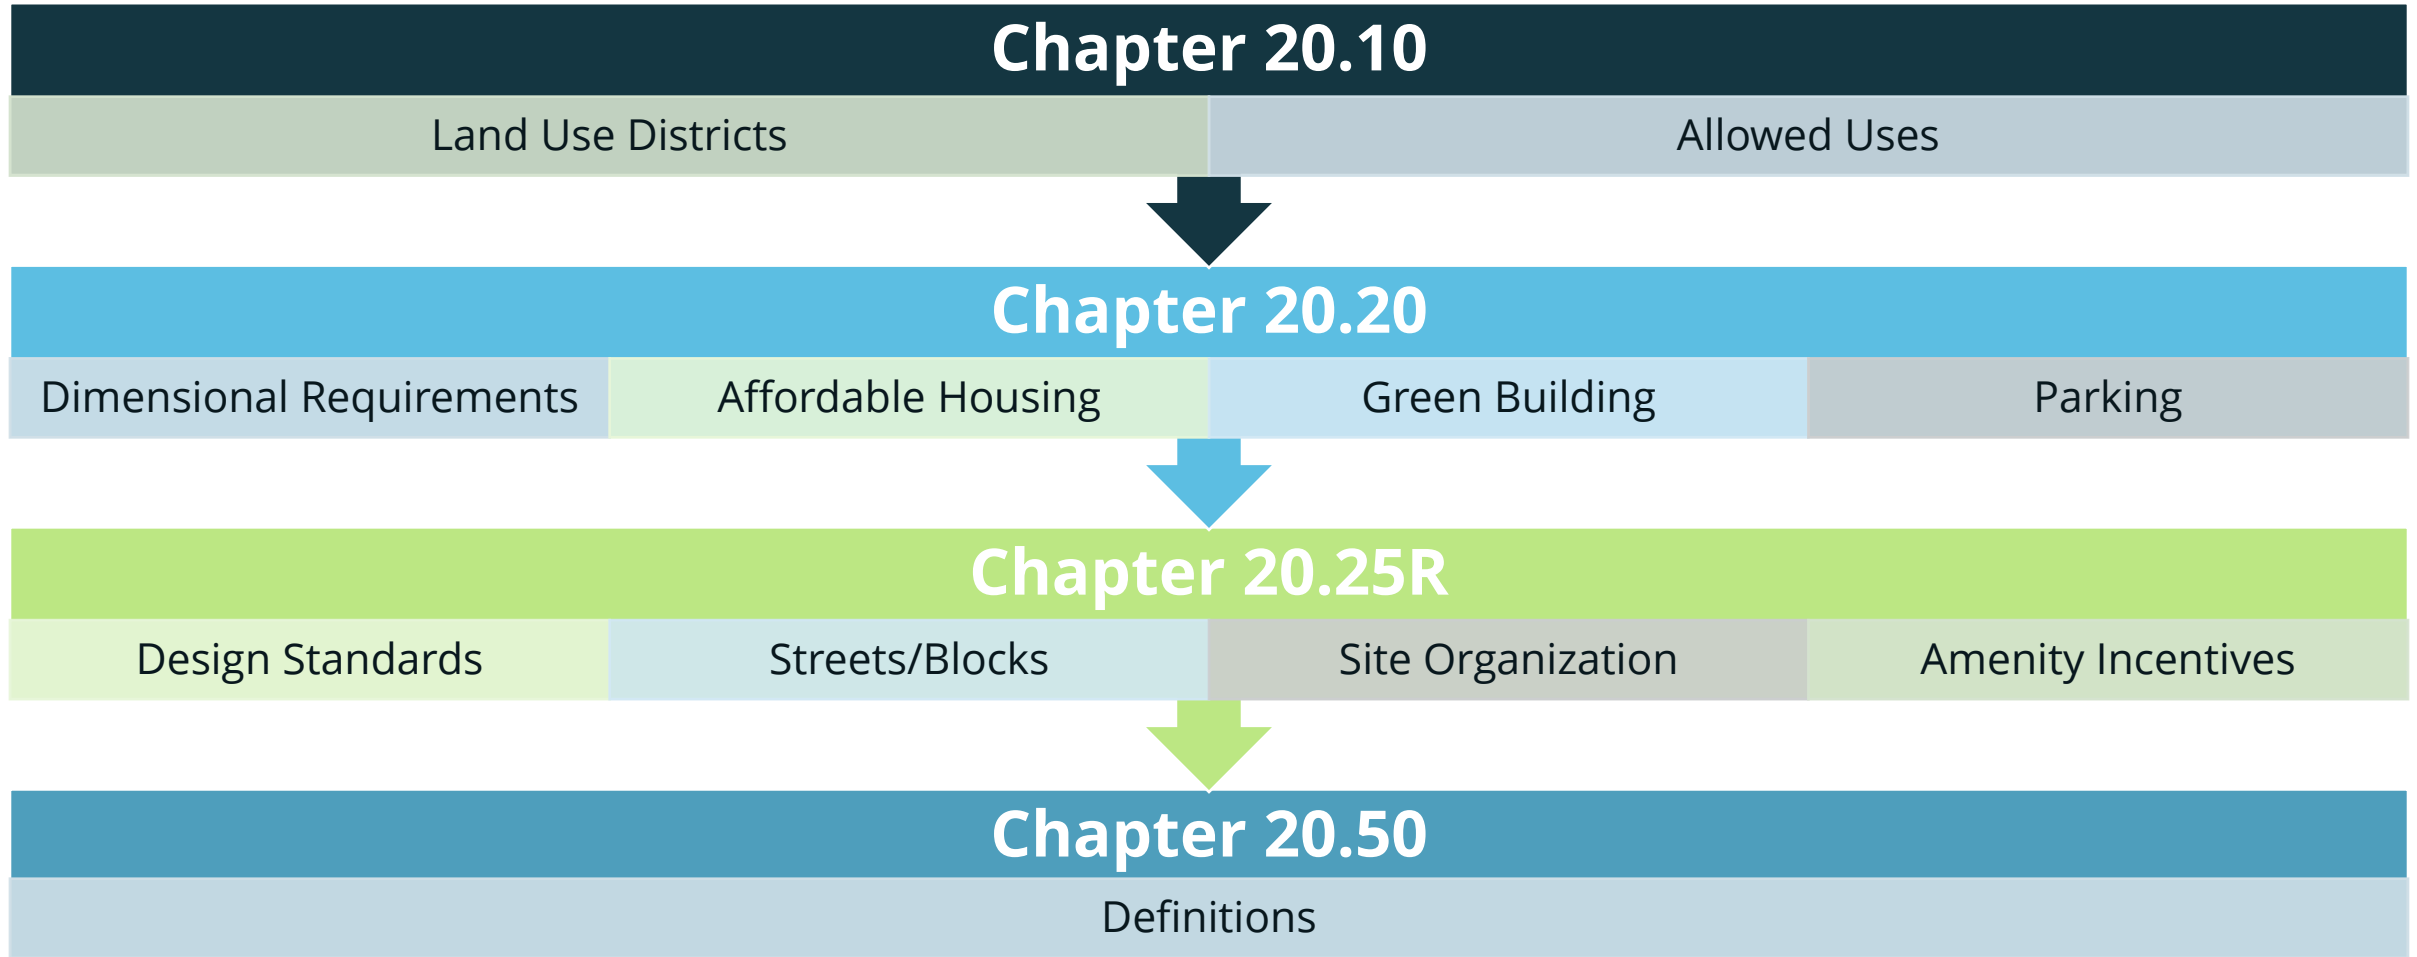 Chapter 20.10
Land Use Districts
Allowed Uses
Chapter 20.20
Dimensional Requirements
Affordable Housing
Green Building
Parking
Chapter 20.25R
Design Standards
Streets/Blocks
Site Organization
Amenity Incentives
Chapter 20.50
Definitions